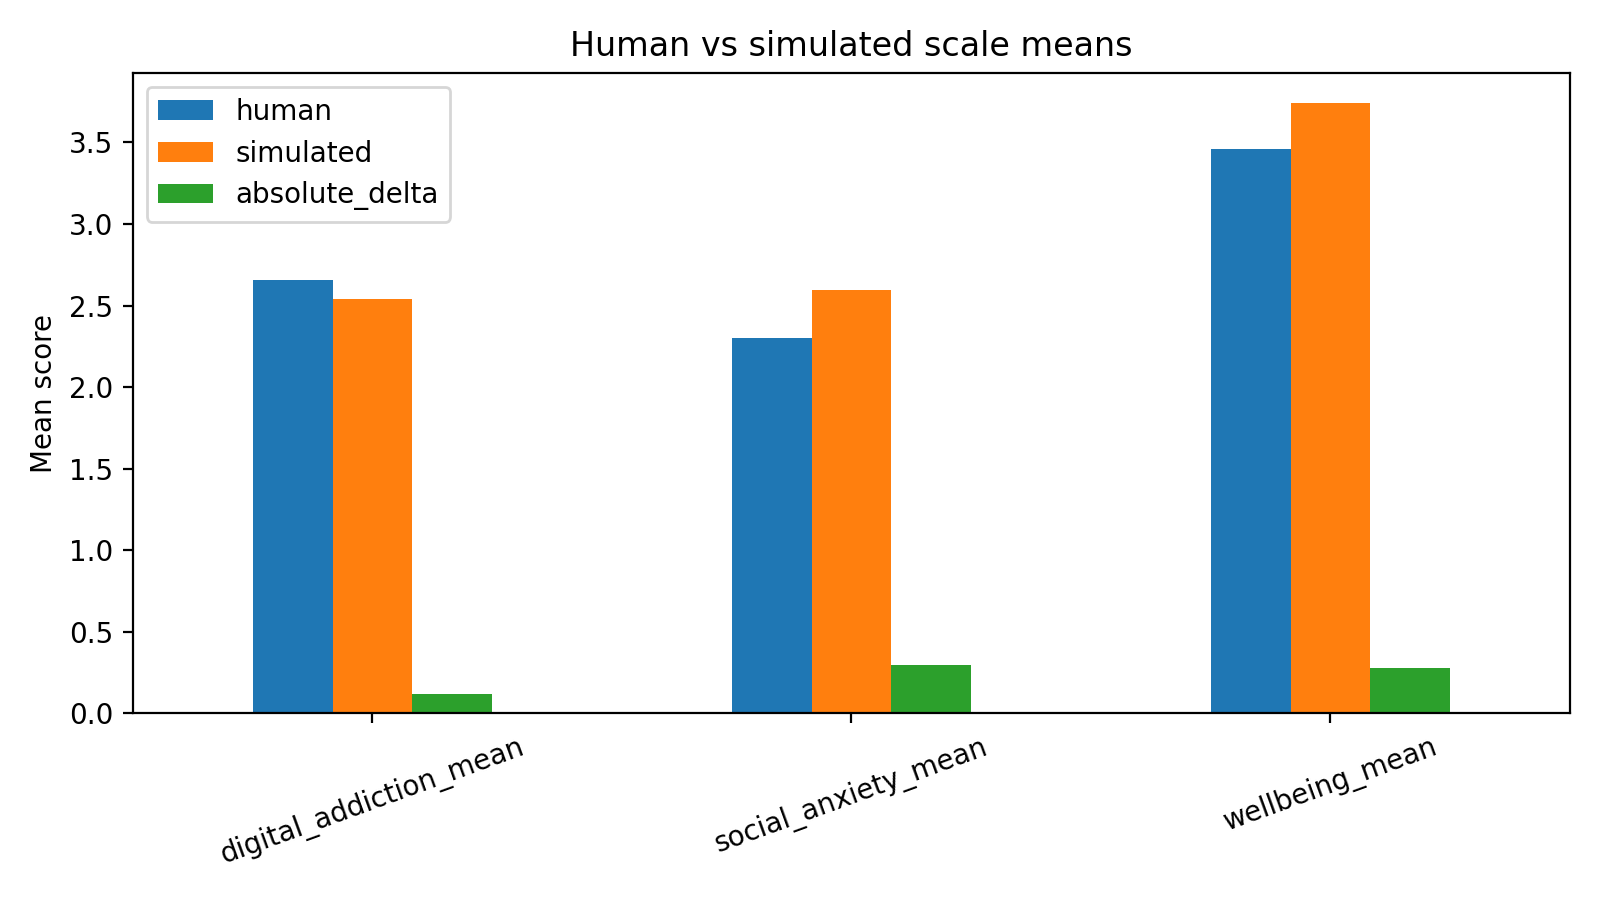 Human vs simulated scale means
human
simulated
absolute_delta
Mean score
3.5
3.0
2.5
2.0
1.5
1.0
0.5
0.0
digital_addiction_mean
social_anxiety_mean
wellbeing_mean